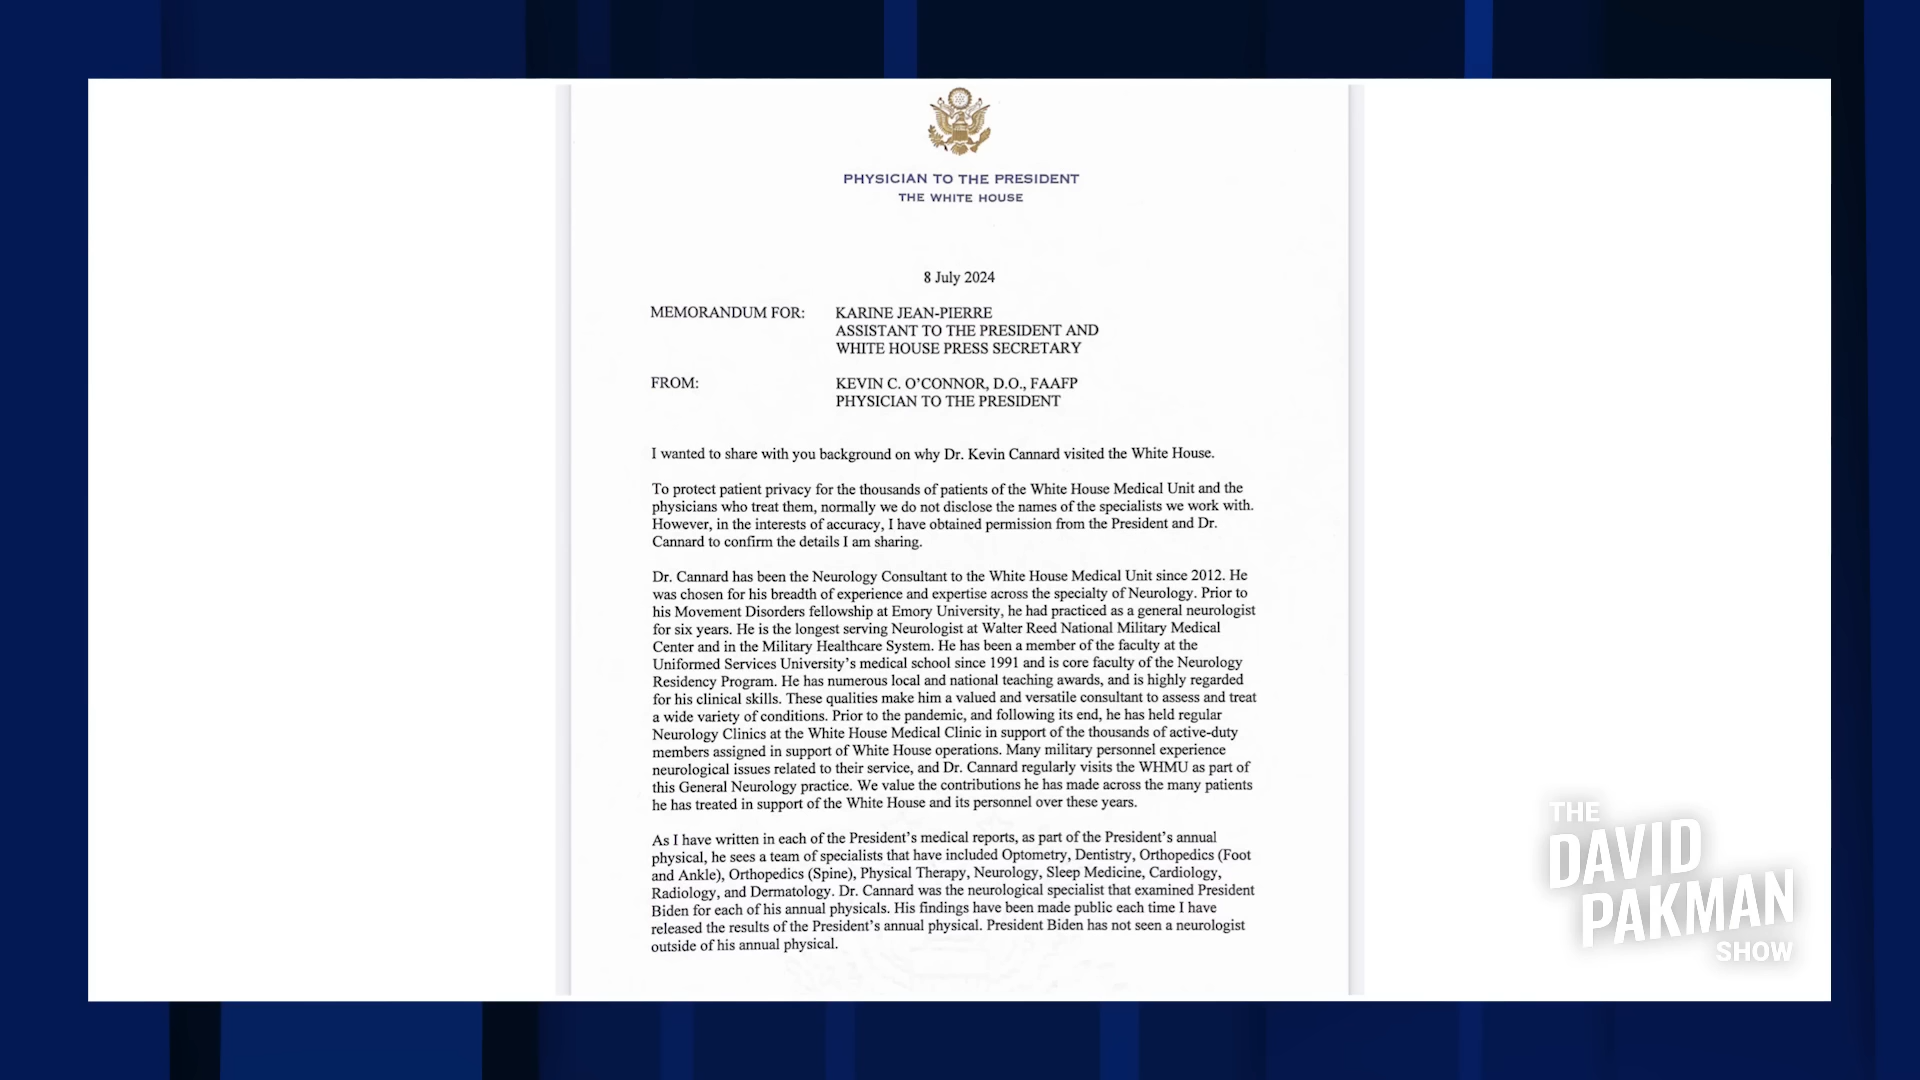 PHYSICIAN TO THE PRESIDENT
THE WHITE HOUSE
8 July 2024
MEMORANDUM FOR: KARINE JEAN-PIERRE
ASSISTANT TO THE PRESIDENT AND
WHITE HOUSE PRESS SECRETARY
FROM: KEVIN C. O'CONNOR, D.O., FAAFP
PHYSICIAN TO THE PRESIDENT
I wanted to share with you background on why Dr. Kevin Cannard visited the White House.
To protect patient privacy for the thousands of patients of the White House Medical Unit and the
physicians who treat them, normally we do not disclose the names of the specialists we work with.
However, in the interests of accuracy, I have obtained permission from the President and Dr.
Cannard to confirm the details I am sharing.
Dr. Cannard has been the Neurology Consultant to the White House Medical Unit since 2012. He
was chosen for his breadth of experience and expertise across the specialty of Neurology. Prior to
his Movement Disorders fellowship at Emory University, he had practiced as a general neurologist
for six years. He is the longest serving Neurologist at Walter Reed National Military Medical
Center and in the Military Healthcare System. He has been a member of the faculty at the
Uniformed Services University's medical school since 1991 and is core faculty of the Neurology
Residency Program. He has numerous local and national teaching awards, and is highly regarded
for his clinical skills. These qualities make him a valued and versatile consultant to assess and treat
a wide variety of conditions. Prior to the pandemic, and following its end, he has held regular
Neurology Clinics at the White House Medical Clinic in support of the thousands of active-duty
members assigned in support of White House operations. Many military personnel experience
neurological issues related to their service, and Dr. Cannard regularly visits the WHMU as part of
this General Neurology practice. We value the contributions he has made across the many patients
he has treated in support of the White House and its personnel over these years.
As I have written in each of the President's medical reports, as part of the President's annual
physical, he sees a team of specialists that have included Optometry, Dentistry, Orthopedics (Foot
and Ankle), Orthopedics (Spine), Physical Therapy, Neurology, Sleep Medicine, Cardiology,
Radiology, and Dermatology. Dr. Cannard was the neurological specialist that examined President
Biden for each of his annual physicals. His findings have been made public each time I have
released the results of the President's annual physical. President Biden has not seen a neurologist
outside of his annual physical.
THE
DAVID
PAKMAN
SHOW